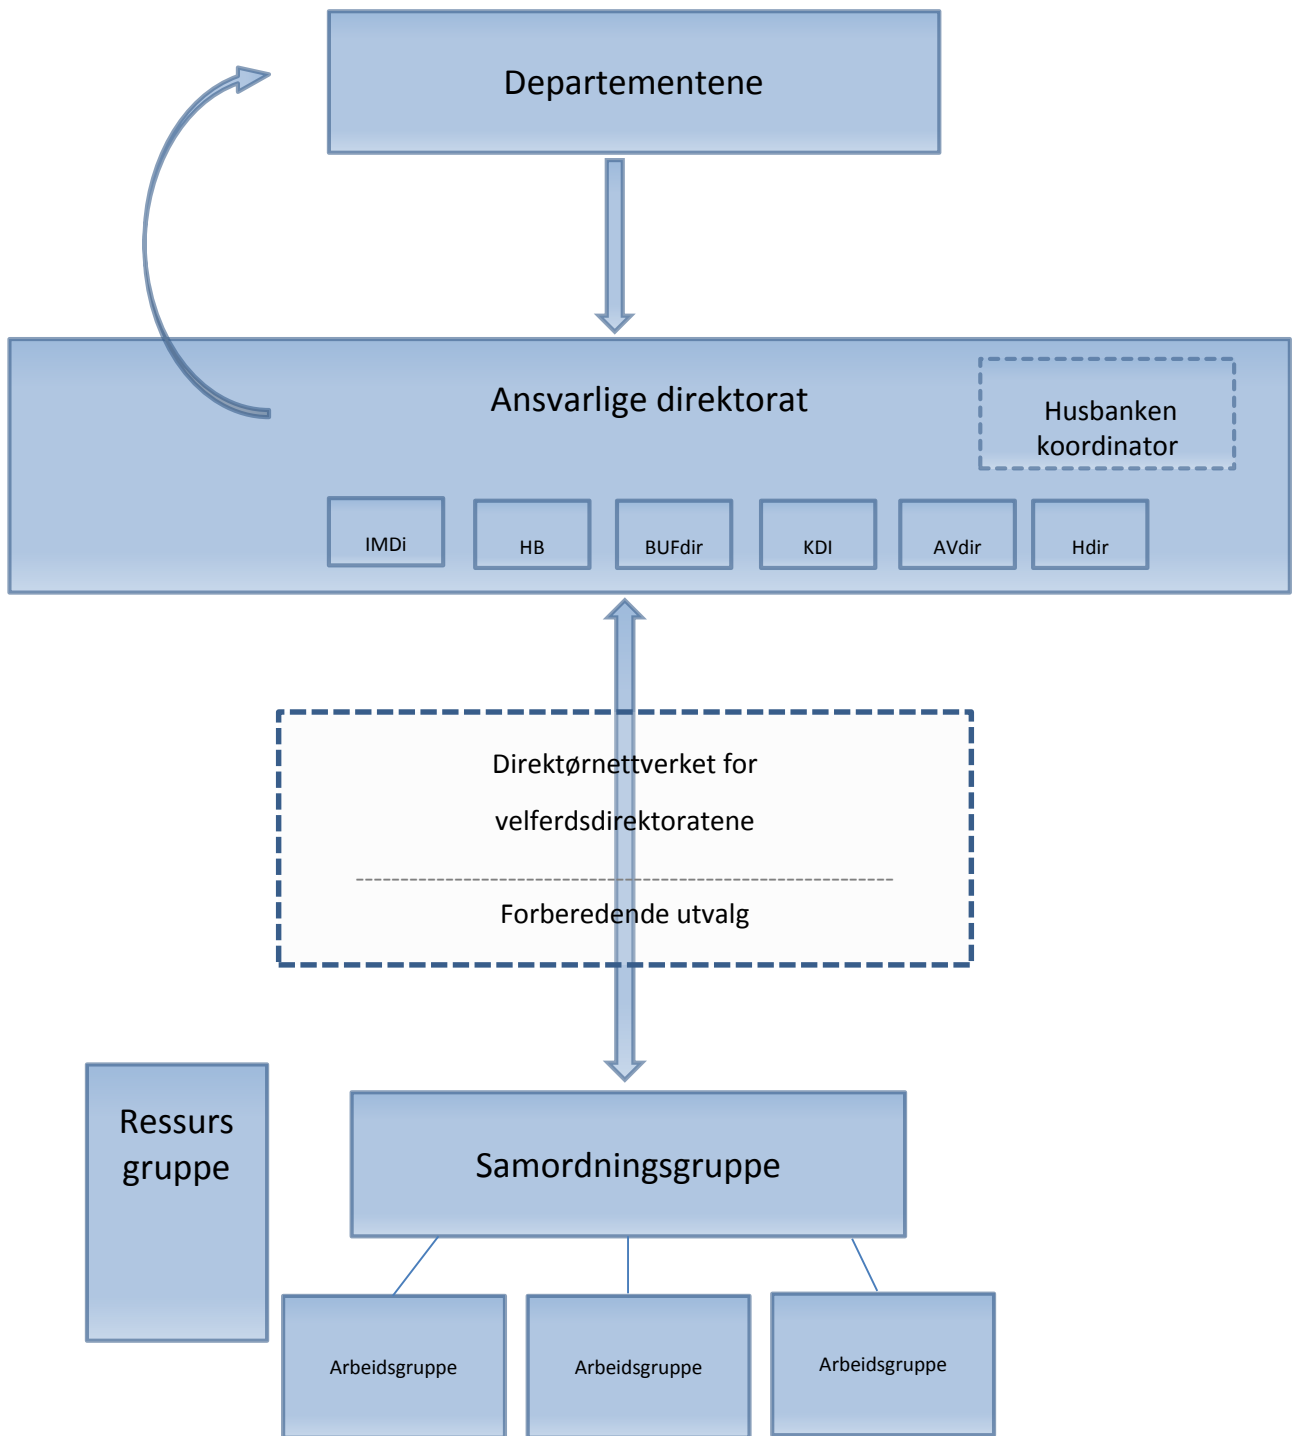 Departementene
Ansvarlige direktorat
Husbanken
koordinator
IMDi
HB
BUFdir
KDI
AVdir
Hdir
Direktørnettverket for
velferdsdirektoratene
Forberedende utvalg
Ressurs
gruppe
Samordningsgruppe
Arbeidsgruppe
Arbeidsgruppe
Arbeidsgruppe